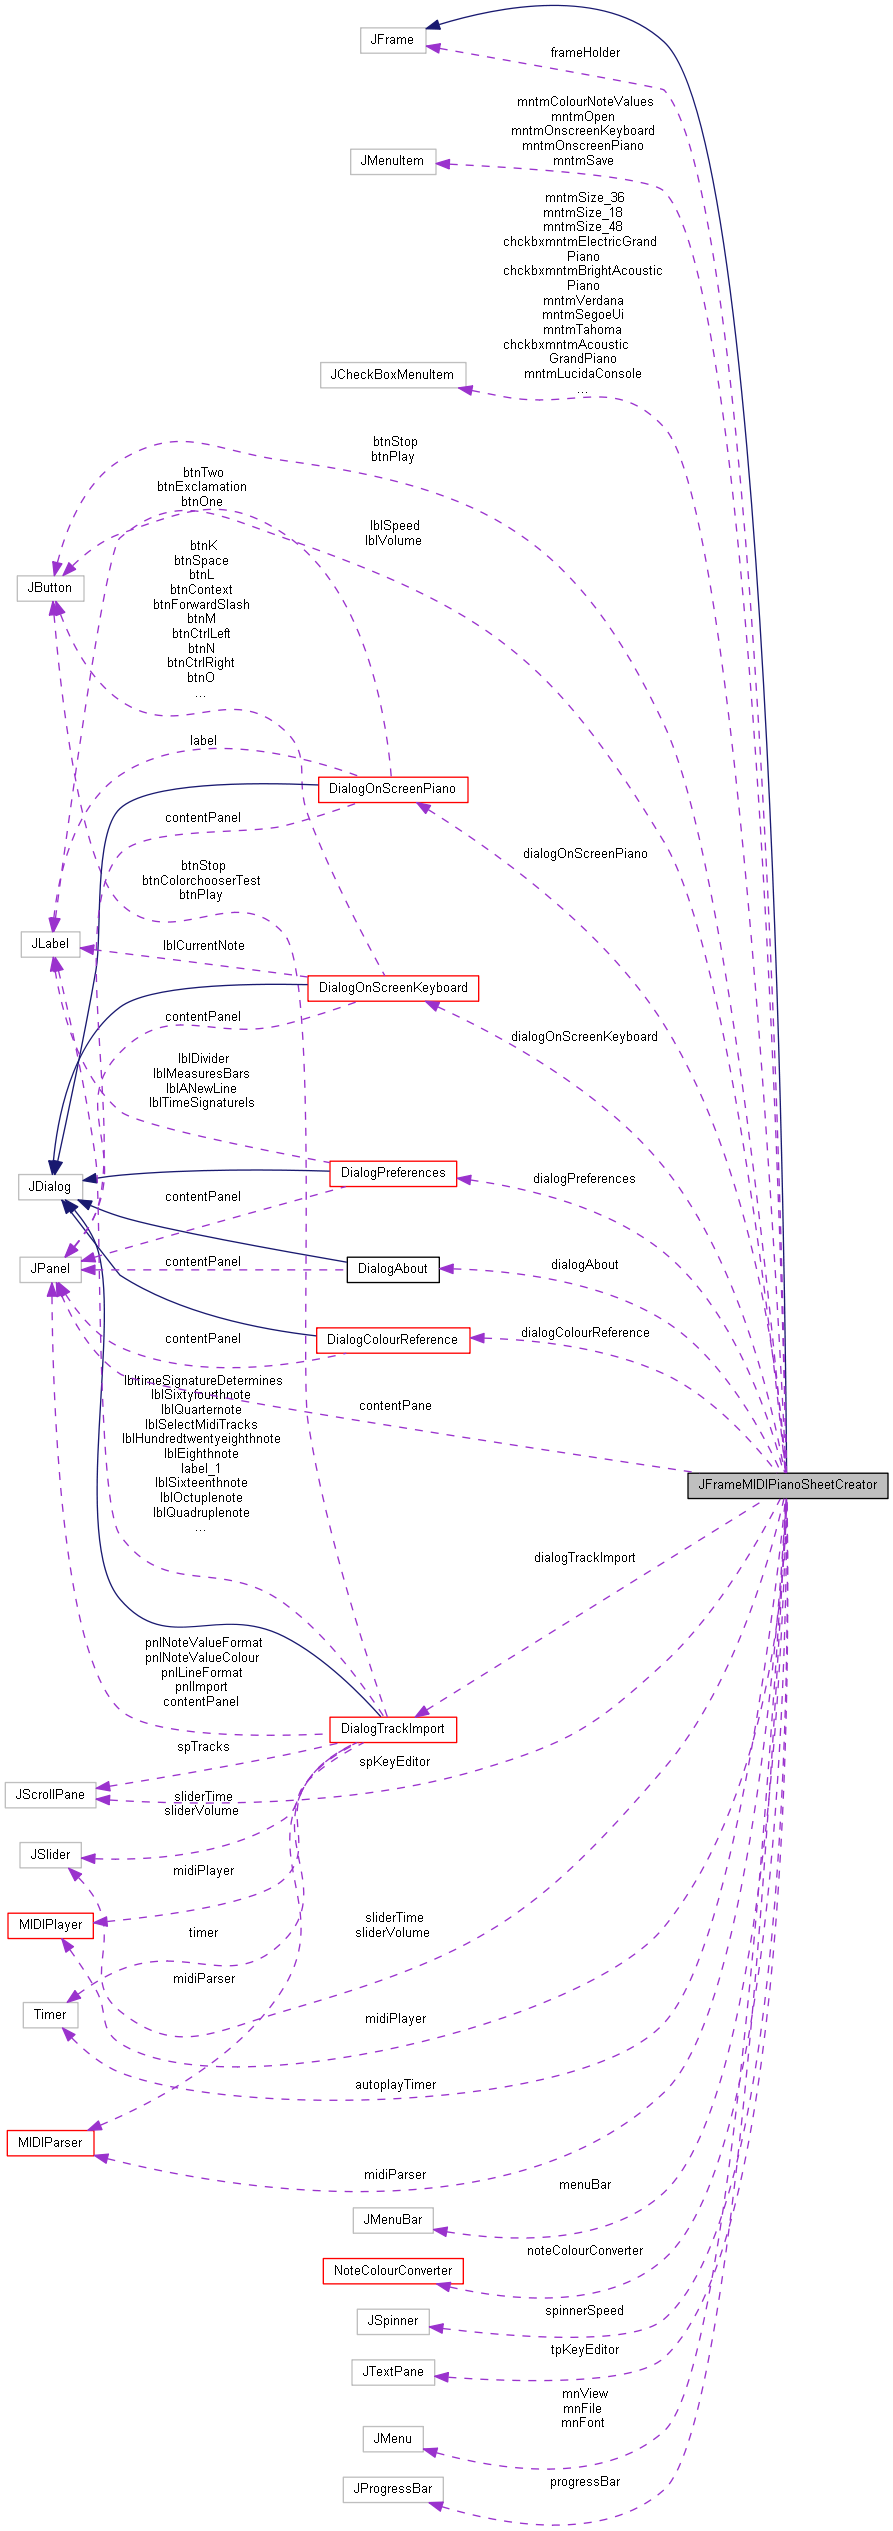 JFrame
frameHolder
mntmColourNoteValues
mntmOpen
mntmOnscreenKeyboard
mntmOnscreenPiano
mntmSave
JMenuItem
mntmSize_36
mntmSize_18
mntmSize_48
chckbxmntmElectricGrand
Piano
chckbxmntmBrightAcoustic
Piano
mntmVerdana
mntmSegoeUi
mntmTahoma
chckbxmntmAcoustic
GrandPiano
mntmLucidaConsole
...
JCheckBoxMenuItem
btnStop
btnPlay
btnTwo
btnExclamation
btnOne
lblSpeed
lblVolume
btnK
btnSpace
btnL
btnContext
btnForwardSlash
btnM
btnCtrlLeft
btnN
btnCtrlRight
btnO
...
JButton
label
DialogOnScreenPiano
contentPanel
dialogOnScreenPiano
btnStop
btnColorchooserTest
btnPlay
JLabel
lblCurrentNote
DialogOnScreenKeyboard
contentPanel
dialogOnScreenKeyboard
lblDivider
lblMeasuresBars
lblANewLine
lblTimeSignatureIs
JDialog
DialogPreferences
dialogPreferences
contentPanel
JPanel
contentPanel
DialogAbout
dialogAbout
contentPanel
DialogColourReference
dialogColourReference
lbltimeSignatureDetermines
lblSixtyfourthnote
lblQuarternote
lblSelectMidiTracks
lblHundredtwentyeighthnote
lblEighthnote
label_1
lblSixteenthnote
lblOctuplenote
lblQuadruplenote
...
contentPane
JFrameMIDIPianoSheetCreator
dialogTrackImport
pnlNoteValueFormat
pnlNoteValueColour
pnlLineFormat
pnlImport
contentPanel
DialogTrackImport
spTracks
spKeyEditor
JScrollPane
sliderTime
sliderVolume
JSlider
midiPlayer
MIDIPlayer
timer
sliderTime
sliderVolume
midiParser
Timer
midiPlayer
autoplayTimer
MIDIParser
midiParser
menuBar
JMenuBar
noteColourConverter
NoteColourConverter
spinnerSpeed
JSpinner
tpKeyEditor
JTextPane
mnView
mnFile
mnFont
JMenu
progressBar
JProgressBar